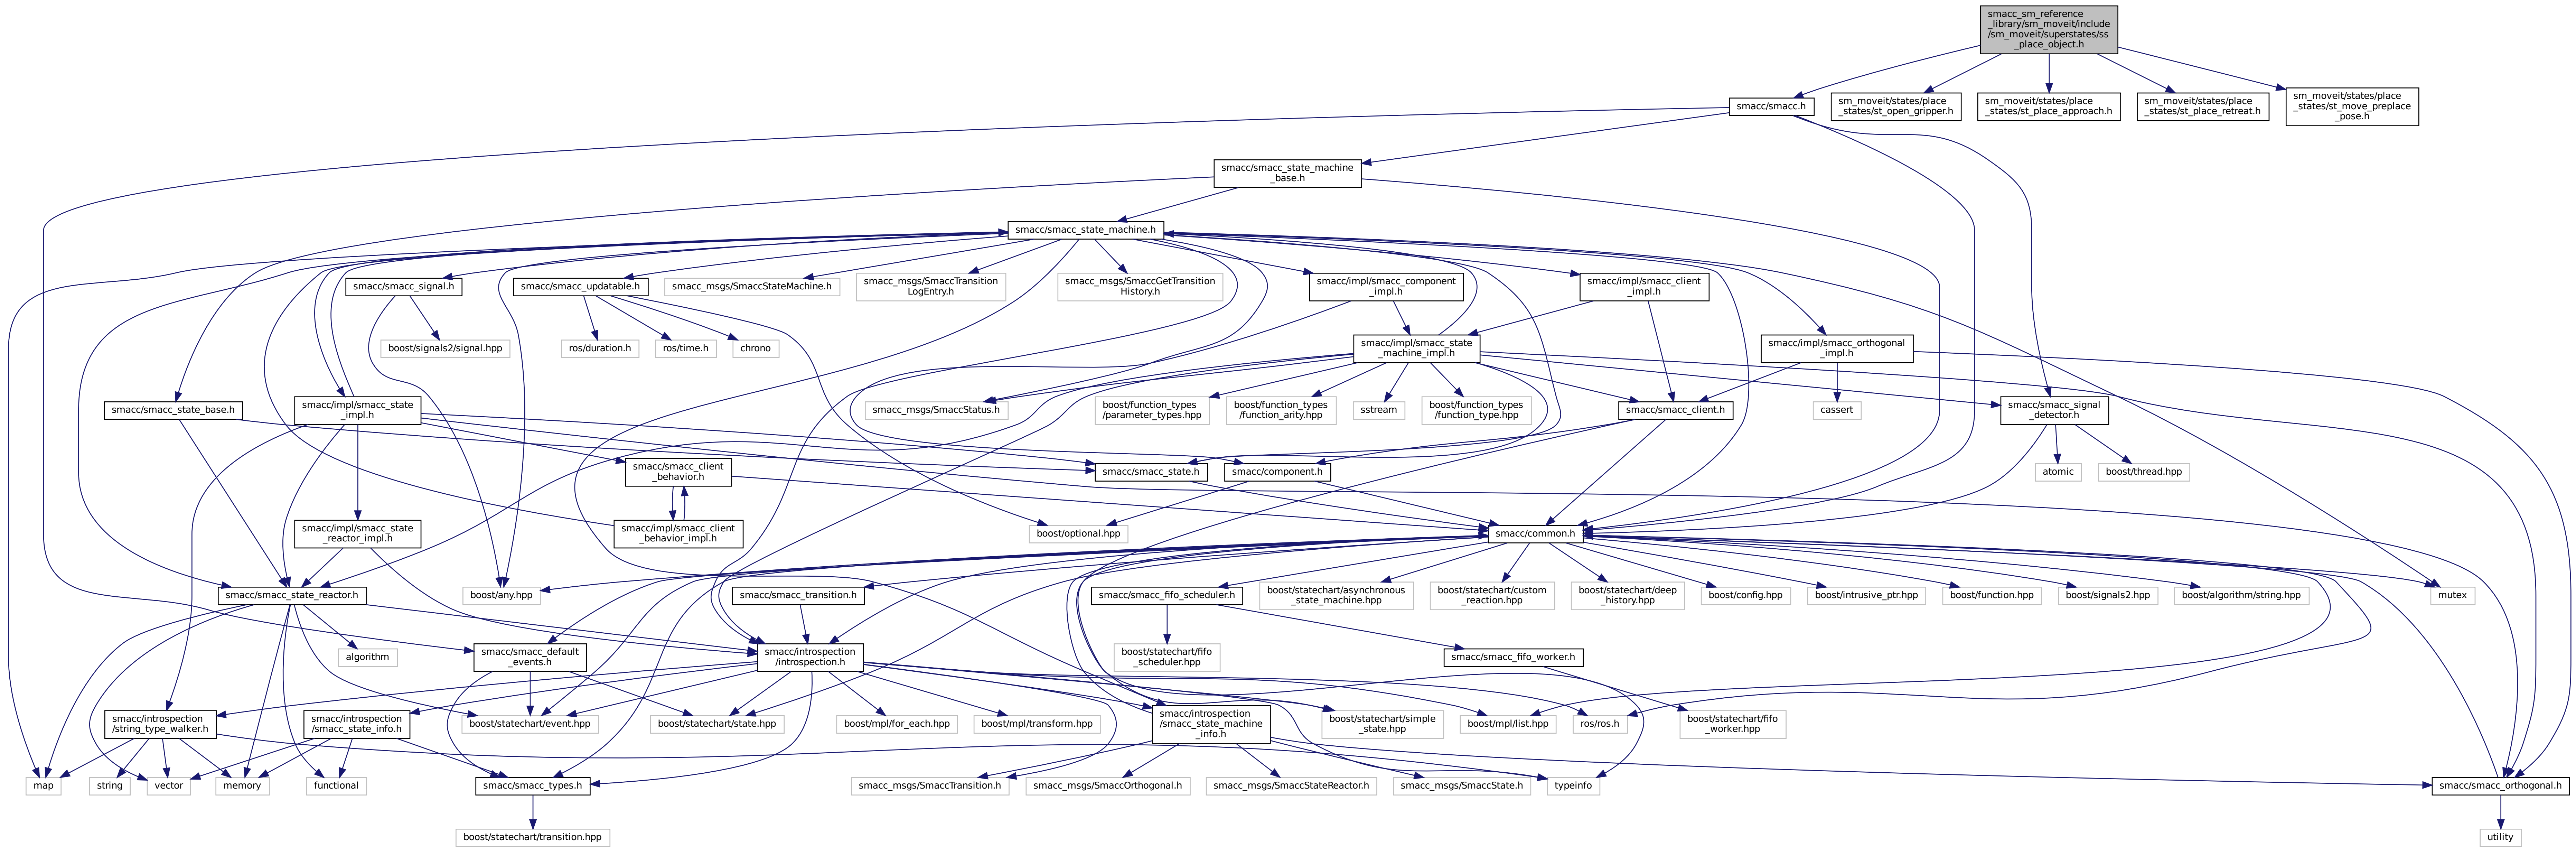 smacc_sm_reference
_library/sm_moveit/include
/sm_moveit/superstates/ss
_place_object.h
smacc/smacc.h
sm_moveit/states/place
_states/st_open_gripper.h
sm_moveit/states/place
_states/st_place_approach.h
sm_moveit/states/place
_states/st_place_retreat.h
sm_moveit/states/place
_states/st_move_preplace
_pose.h
smacc/smacc_state_machine
_base.h
smacc/smacc_state_machine.h
smacc/smacc_signal.h
smacc/smacc_updatable.h
smacc_msgs/SmaccStateMachine.h
smacc_msgs/SmaccTransition
LogEntry.h
smacc_msgs/SmaccGetTransition
History.h
smacc/impl/smacc_component
_impl.h
smacc/impl/smacc_client
_impl.h
boost/signals2/signal.hpp
ros/duration.h
ros/time.h
chrono
smacc/impl/smacc_state
_machine_impl.h
smacc/impl/smacc_orthogonal
_impl.h
smacc/smacc_state_base.h
smacc/impl/smacc_state
_impl.h
smacc_msgs/SmaccStatus.h
boost/function_types
/parameter_types.hpp
boost/function_types
/function_arity.hpp
sstream
boost/function_types
/function_type.hpp
smacc/smacc_client.h
cassert
smacc/smacc_signal
_detector.h
smacc/smacc_client
_behavior.h
smacc/smacc_state.h
smacc/component.h
atomic
boost/thread.hpp
smacc/impl/smacc_state
_reactor_impl.h
smacc/impl/smacc_client
_behavior_impl.h
boost/optional.hpp
smacc/common.h
smacc/smacc_state_reactor.h
boost/any.hpp
smacc/smacc_transition.h
smacc/smacc_fifo_scheduler.h
boost/statechart/asynchronous
_state_machine.hpp
boost/statechart/custom
_reaction.hpp
boost/statechart/deep
_history.hpp
boost/config.hpp
boost/intrusive_ptr.hpp
boost/function.hpp
boost/signals2.hpp
boost/algorithm/string.hpp
mutex
algorithm
smacc/smacc_default
_events.h
smacc/introspection
/introspection.h
boost/statechart/fifo
_scheduler.hpp
smacc/smacc_fifo_worker.h
smacc/introspection
/string_type_walker.h
smacc/introspection
/smacc_state_info.h
boost/statechart/event.hpp
boost/statechart/state.hpp
boost/mpl/for_each.hpp
boost/mpl/transform.hpp
smacc/introspection
/smacc_state_machine
_info.h
boost/statechart/simple
_state.hpp
boost/mpl/list.hpp
ros/ros.h
boost/statechart/fifo
_worker.hpp
map
string
vector
memory
functional
smacc/smacc_types.h
smacc_msgs/SmaccTransition.h
smacc_msgs/SmaccOrthogonal.h
smacc_msgs/SmaccStateReactor.h
smacc_msgs/SmaccState.h
typeinfo
smacc/smacc_orthogonal.h
boost/statechart/transition.hpp
utility